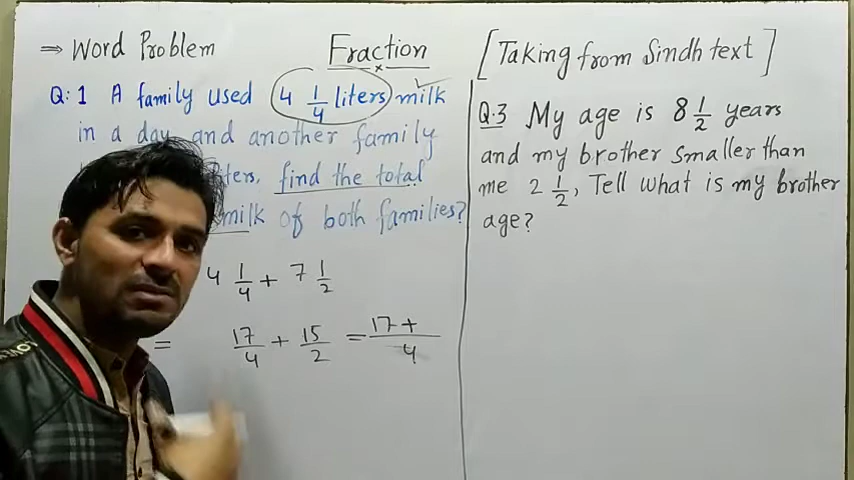 ⇒ Word Problem
Fraction
[Taking from Sindh text]
Q:1 A family used 4 1/4 liters milk
in a day and another family
ters, find the total
milk of both families?
4 1/4 + 7 1/2
= 17/4 + 15/2 = 17+/4
Q.3 My age is 8 1/2 years
and my brother smaller than
me 2 1/2, Tell what is my brother
age?